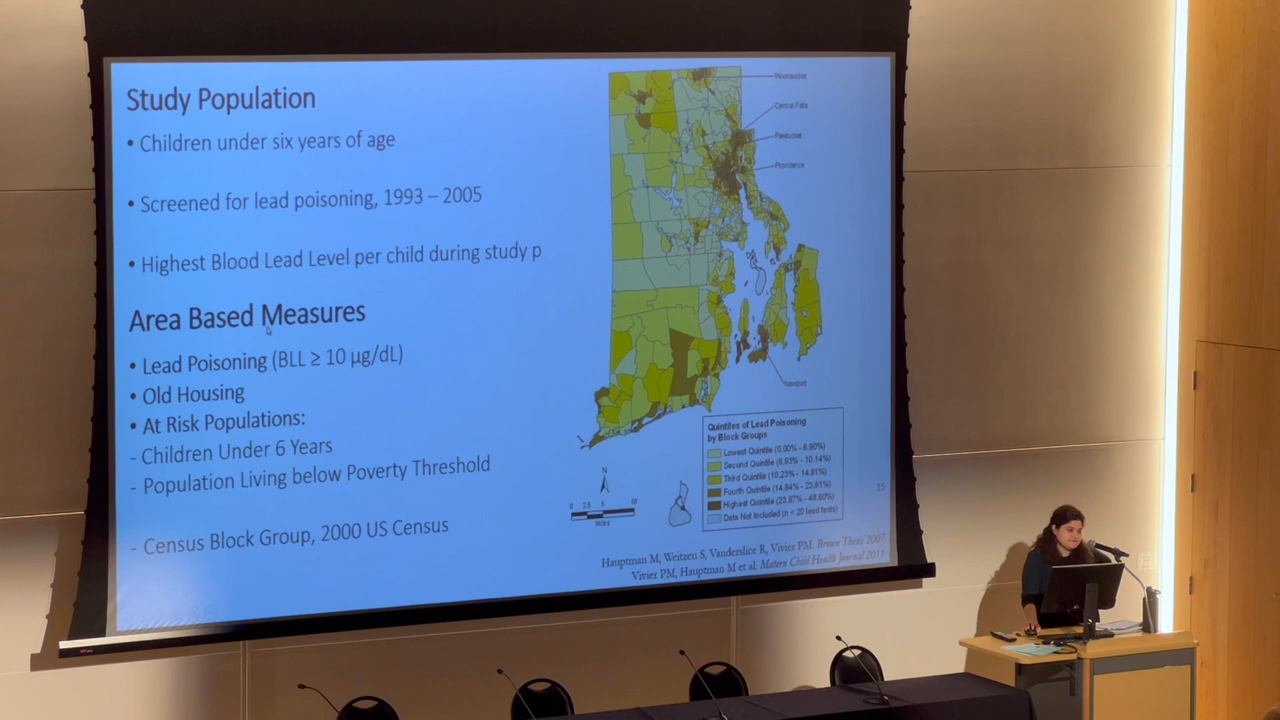 Study Population
• Children under six years of age
• Screened for lead poisoning, 1993 – 2005
• Highest Blood Lead Level per child during study p
Area Based Measures
• Lead Poisoning (BLL ≥ 10 µg/dL)
• Old Housing
• At Risk Populations:
- Children Under 6 Years
- Population Living below Poverty Threshold
- Census Block Group, 2000 US Census
Woonsocket
Central Falls
Pawtucket
Providence
Newport
N
0 2.5 5 10
Miles
Quintiles of Lead Poisoning
by Block Groups
Lowest Quintile (0.00% - 6.90%)
Second Quintile (6.93% - 10.14%)
Third Quintile (10.23% - 14.81%)
Fourth Quintile (14.84% - 23.81%)
Highest Quintile (23.87% - 48.60%)
Data Not Included (n < 20 lead tests)
15
Hauptman M, Weitzen S, Vanderslice R, Vivier PM. Brown Thesis 2007
Vivier PM, Hauptman M et al. Matern Child Health Journal 2011